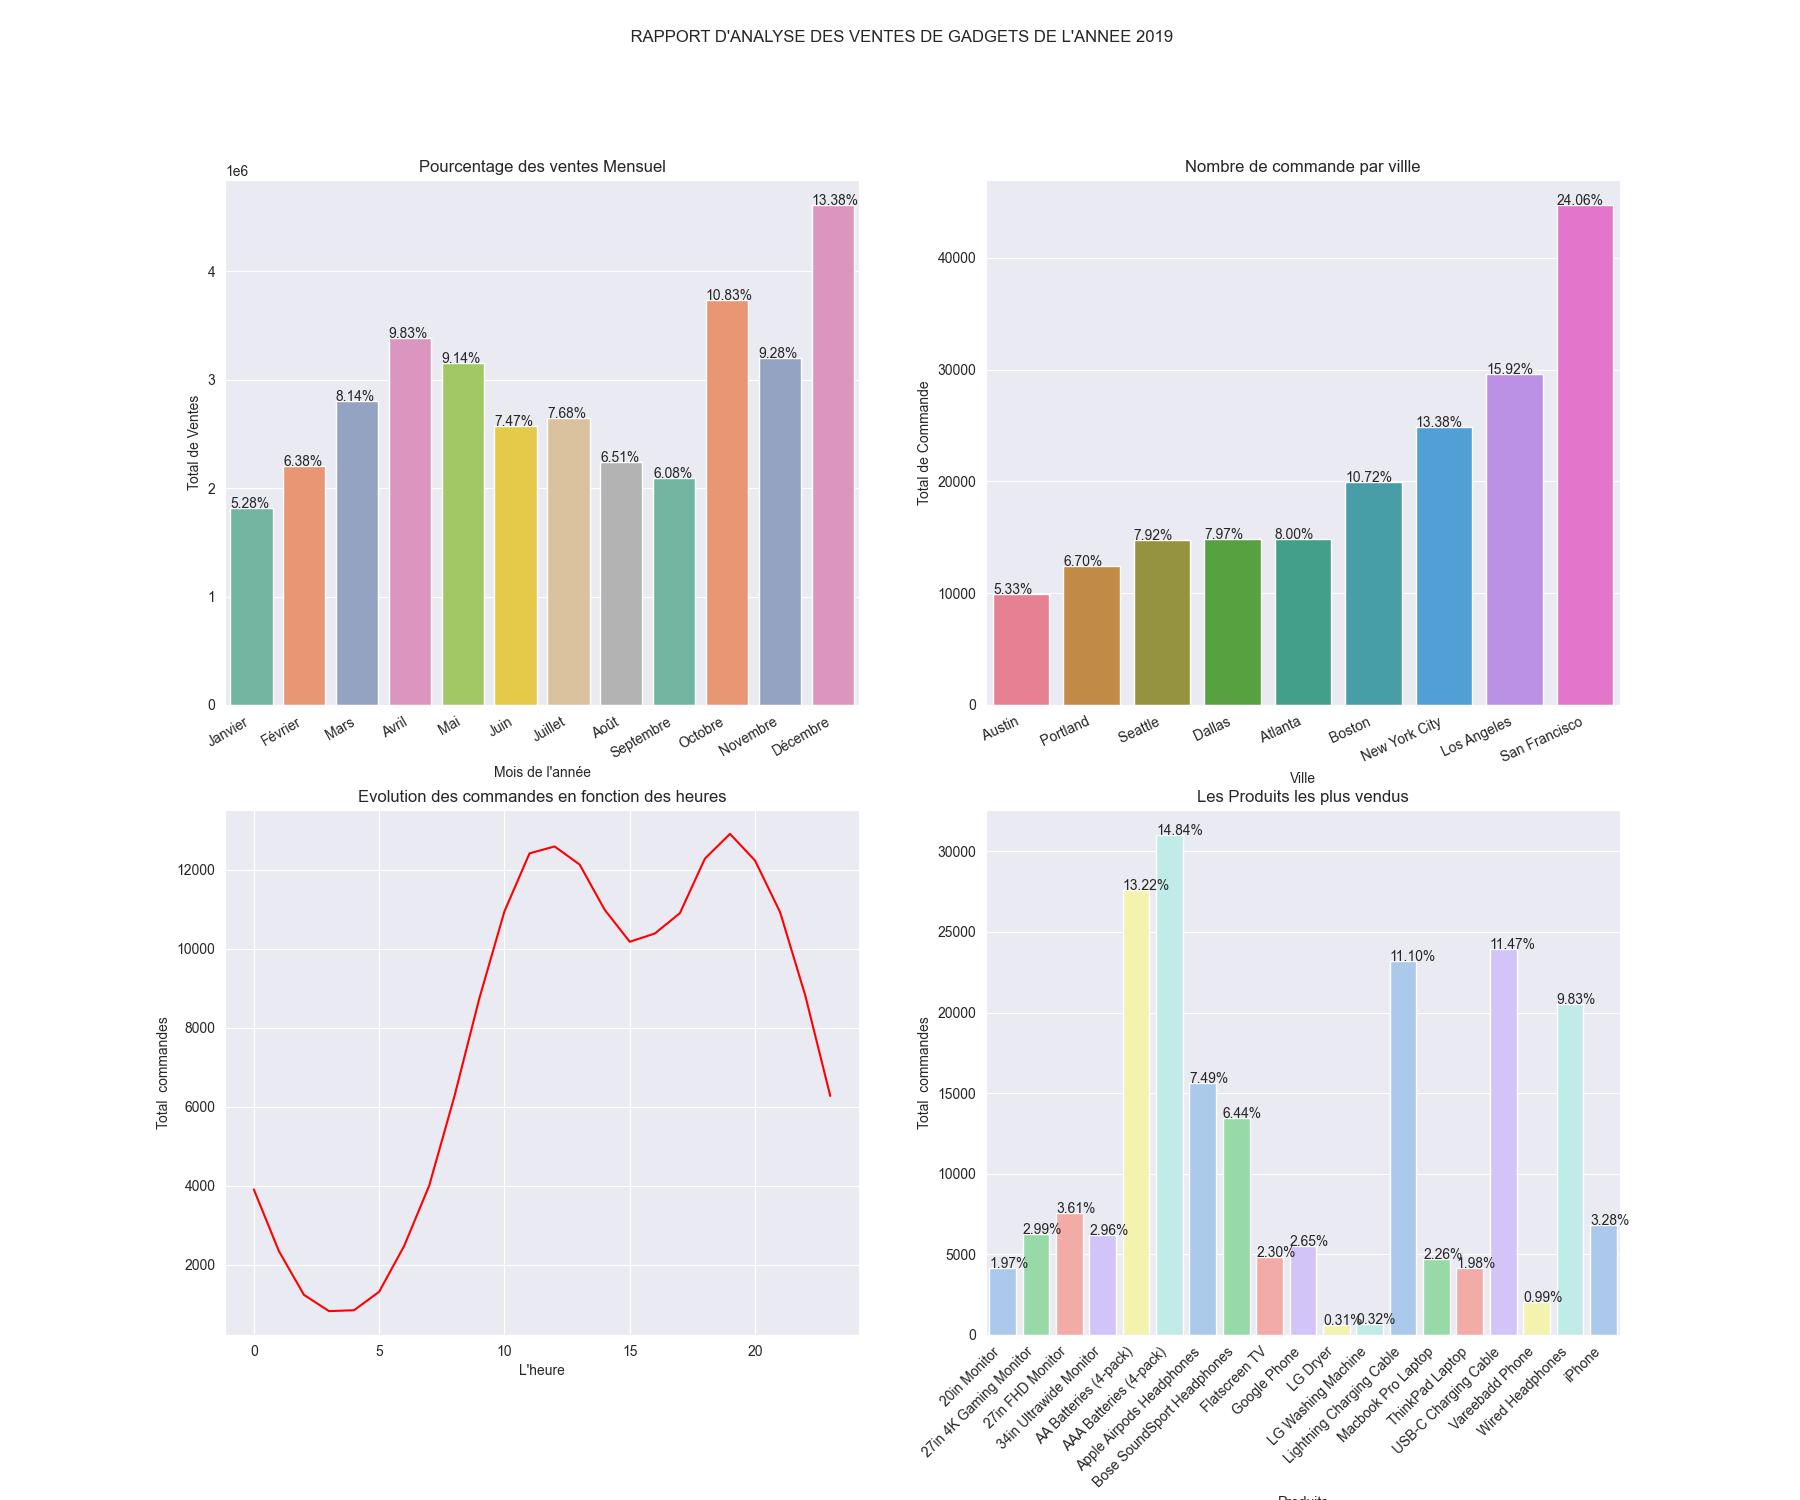 RAPPORT D'ANALYSE DES VENTES DE GADGETS DE L'ANNEE 2019
Pourcentage des ventes Mensuel
1e6
Total de Ventes
4
3
2
1
0
5.28%
6.38%
8.14%
9.83%
9.14%
7.47%
7.68%
6.51%
6.08%
10.83%
9.28%
13.38%
Janvier
Février
Mars
Avril
Mai
Juin
Juillet
Août
Septembre
Octobre
Novembre
Décembre
Mois de l'année
Nombre de commande par villle
Total de Commande
40000
30000
20000
10000
0
5.33%
6.70%
7.92%
7.97%
8.00%
10.72%
13.38%
15.92%
24.06%
Austin
Portland
Seattle
Dallas
Atlanta
Boston
New York City
Los Angeles
San Francisco
Ville
Evolution des commandes en fonction des heures
Total commandes
12000
10000
8000
6000
4000
2000
0
5
10
15
20
L'heure
Les Produits les plus vendus
Total commandes
30000
25000
20000
15000
10000
5000
0
1.97%
2.99%
3.61%
2.96%
13.22%
14.84%
7.49%
6.44%
2.30%
2.65%
0.31%
0.32%
11.10%
2.26%
1.98%
11.47%
0.99%
9.83%
3.28%
20in Monitor
27in 4K Gaming Monitor
27in FHD Monitor
34in Ultrawide Monitor
AA Batteries (4-pack)
AAA Batteries (4-pack)
Apple Airpods Headphones
Bose SoundSport Headphones
Flatscreen TV
Google Phone
LG Dryer
LG Washing Machine
Lightning Charging Cable
Macbook Pro Laptop
ThinkPad Laptop
USB-C Charging Cable
Vareebadd Phone
Wired Headphones
iPhone
Produits